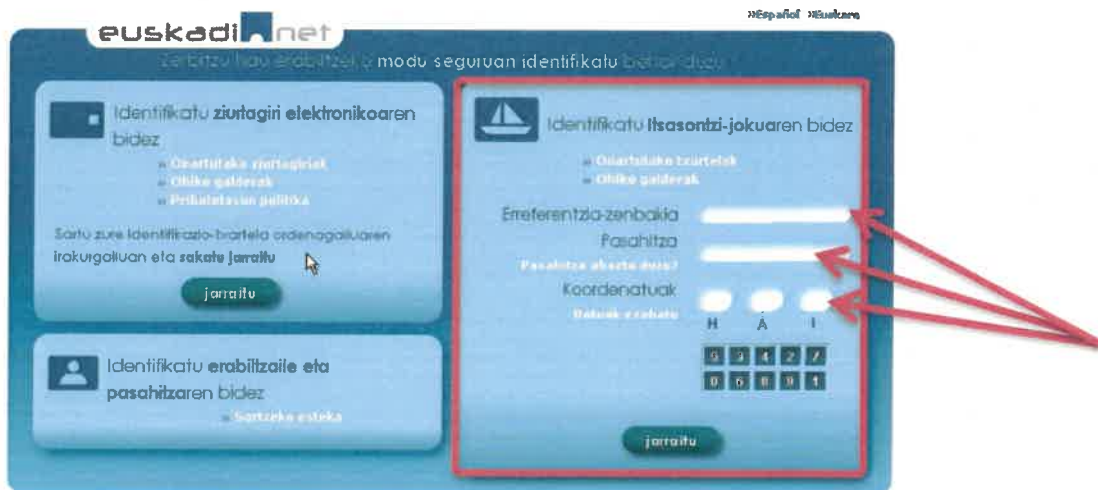 »Español »Euskara
euskadi net
Zerbitzu hau erabiltzeko modu seguruan identifikatu behar duzu
Identifikatu ziurtagiri elektronikoaren
bidez
» Onartutako ziurtagiriak
» Ohiko galderak
» Pribatutasun politika
Sartu zure identifikazio-txartela ordenagailuaren
irakurgailuan eta sakatu jarraitu
jarraitu
Identifikatu erabiltzaile eta
pasahitzaren bidez
» Sartzeko esteka
Identifikatu Itsasontzi-jokuaren bidez
» Onartutako txartelak
» Ohiko galderak
Erreferentzia-zenbakia
Pasahitza
Pasahitza ahaztu duzu?
Koordenatuak
Datuak ezabatu
H A I
5 3 4 2 7
0 6 8 9 1
jarraitu